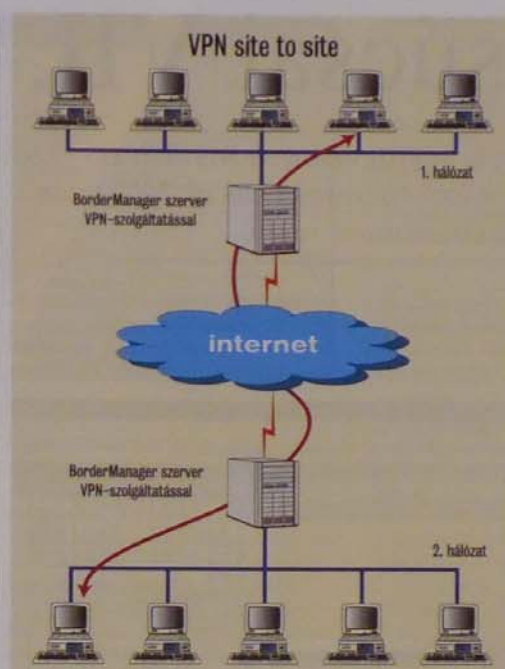 VPN site to site
1. hálózat
BorderManager szerver
VPN-szolgáltatással
internet
BorderManager szerver
VPN-szolgáltatással
2. hálózat